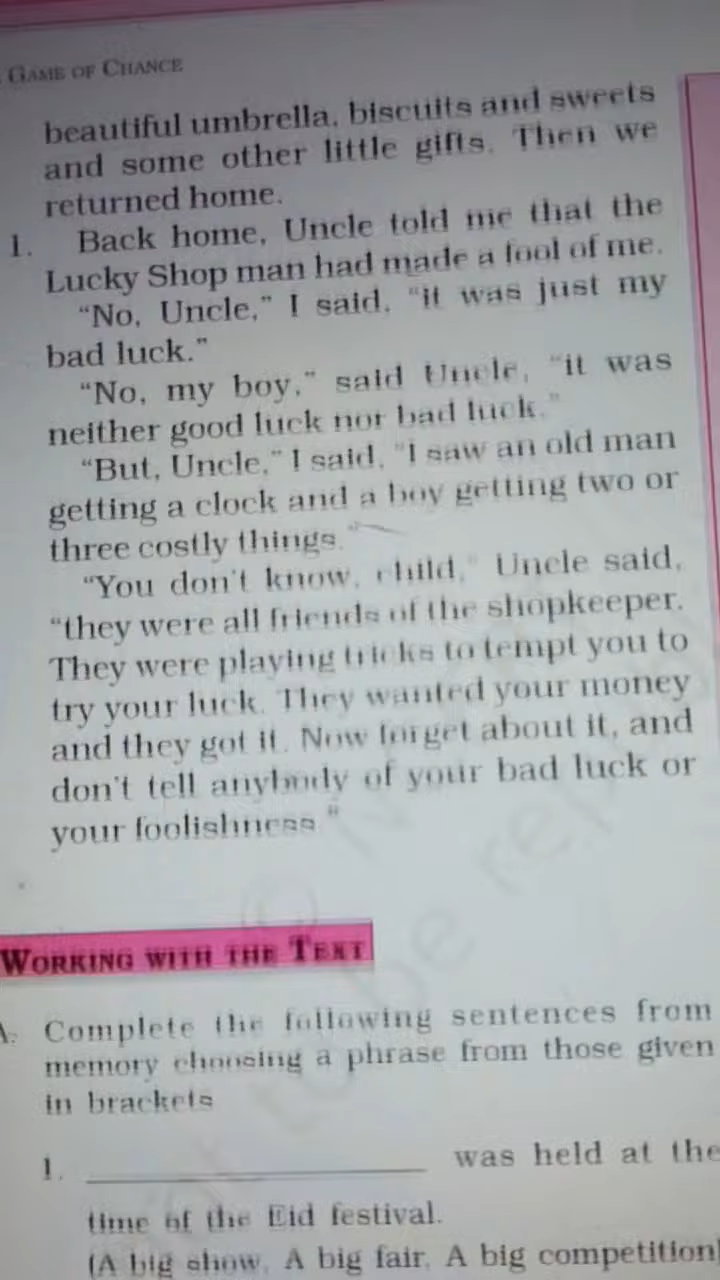 GAME OF CHANCE
beautiful umbrella, biscuits and sweets
and some other little gifts. Then we
returned home.
1. Back home, Uncle told me that the
Lucky Shop man had made a fool of me.
“No, Uncle,” I said, “it was just my
bad luck.”
“No, my boy,” said Uncle, “it was
neither good luck nor bad luck.”
“But, Uncle,” I said, “I saw an old man
getting a clock and a boy getting two or
three costly things.”
“You don't know, child,” Uncle said,
“they were all friends of the shopkeeper.
They were playing tricks to tempt you to
try your luck. They wanted your money
and they got it. Now forget about it, and
don't tell anybody of your bad luck or
your foolishness.”
WORKING WITH THE TEXT
A. Complete the following sentences from
memory choosing a phrase from those given
in brackets
1. ____________ was held at the
time of the Eid festival.
(A big show, A big fair, A big competition)
not to be rep